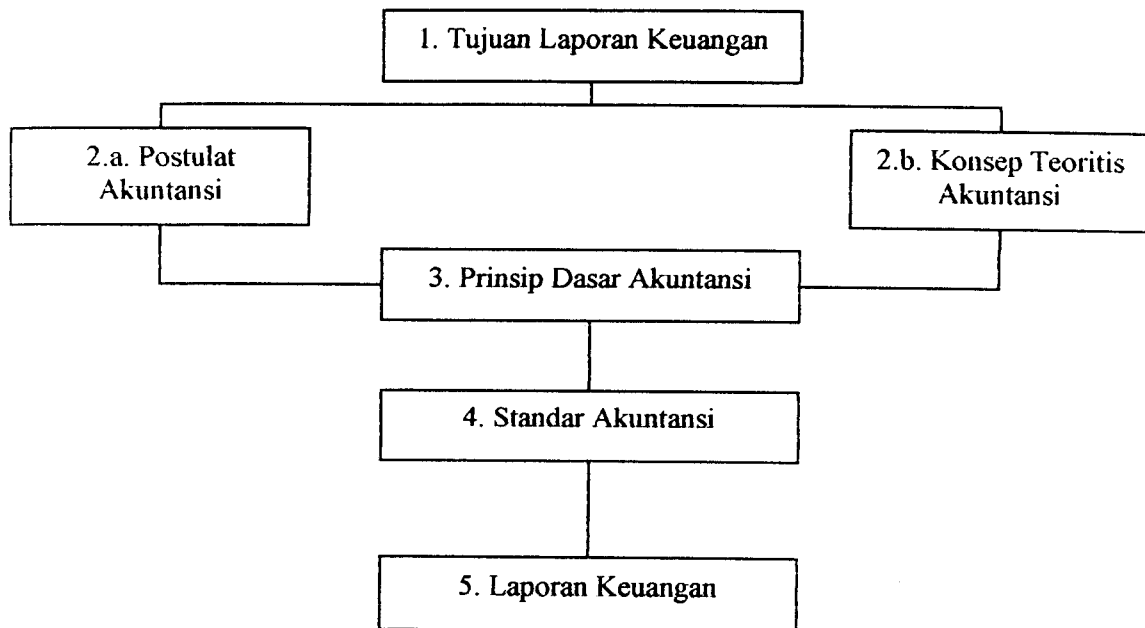 1. Tujuan Laporan Keuangan
2.a. Postulat
Akuntansi
2.b. Konsep Teoritis
Akuntansi
3. Prinsip Dasar Akuntansi
4. Standar Akuntansi
5. Laporan Keuangan